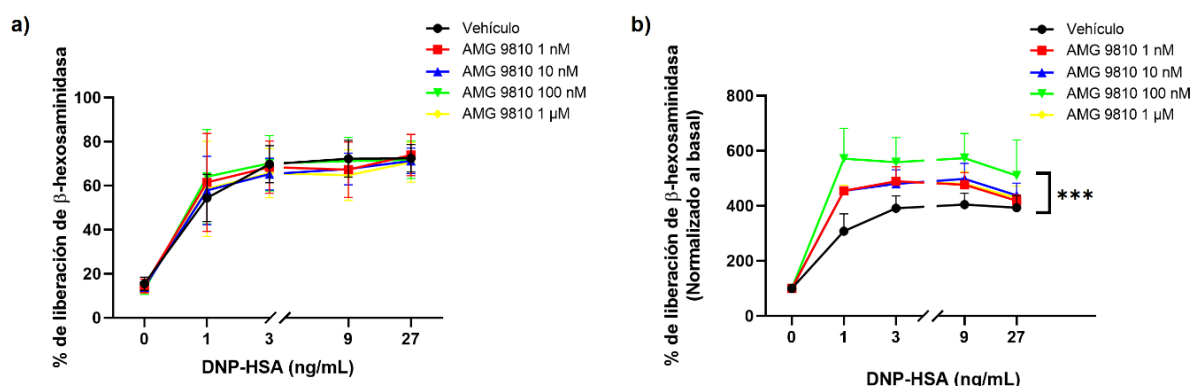 a)
Vehículo
AMG 9810 1 nM
AMG 9810 10 nM
AMG 9810 100 nM
AMG 9810 1 µM
% de liberación de β-hexosaminidasa
100
80
60
40
20
0
0 1 3 9 27
DNP-HSA (ng/mL)
b)
Vehículo
AMG 9810 1 nM
AMG 9810 10 nM
AMG 9810 100 nM
AMG 9810 1 µM
% de liberación de β-hexosaminidasa
(Normalizado al basal)
800
600
400
200
0
***
0 1 3 9 27
DNP-HSA (ng/mL)